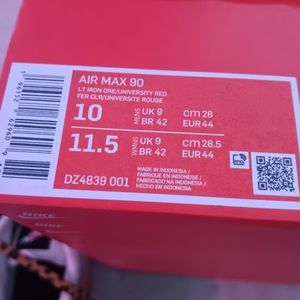 AIR MAX 90
LT IRON ORE/UNIVERSITY RED
FER CLR/UNIVERSITE ROUGE
10 MENS UK 9 cm 28
BR 42 EUR 44
11.5 WMNS UK 9 cm 28.5
BR 42 EUR 44
DZ4839 001
MADE IN INDONESIA /
FABRIQUÉ EN INDONESIE /
FABRICADO NA INDONÉSIA /
HECHO EN INDONESIA
NIKE